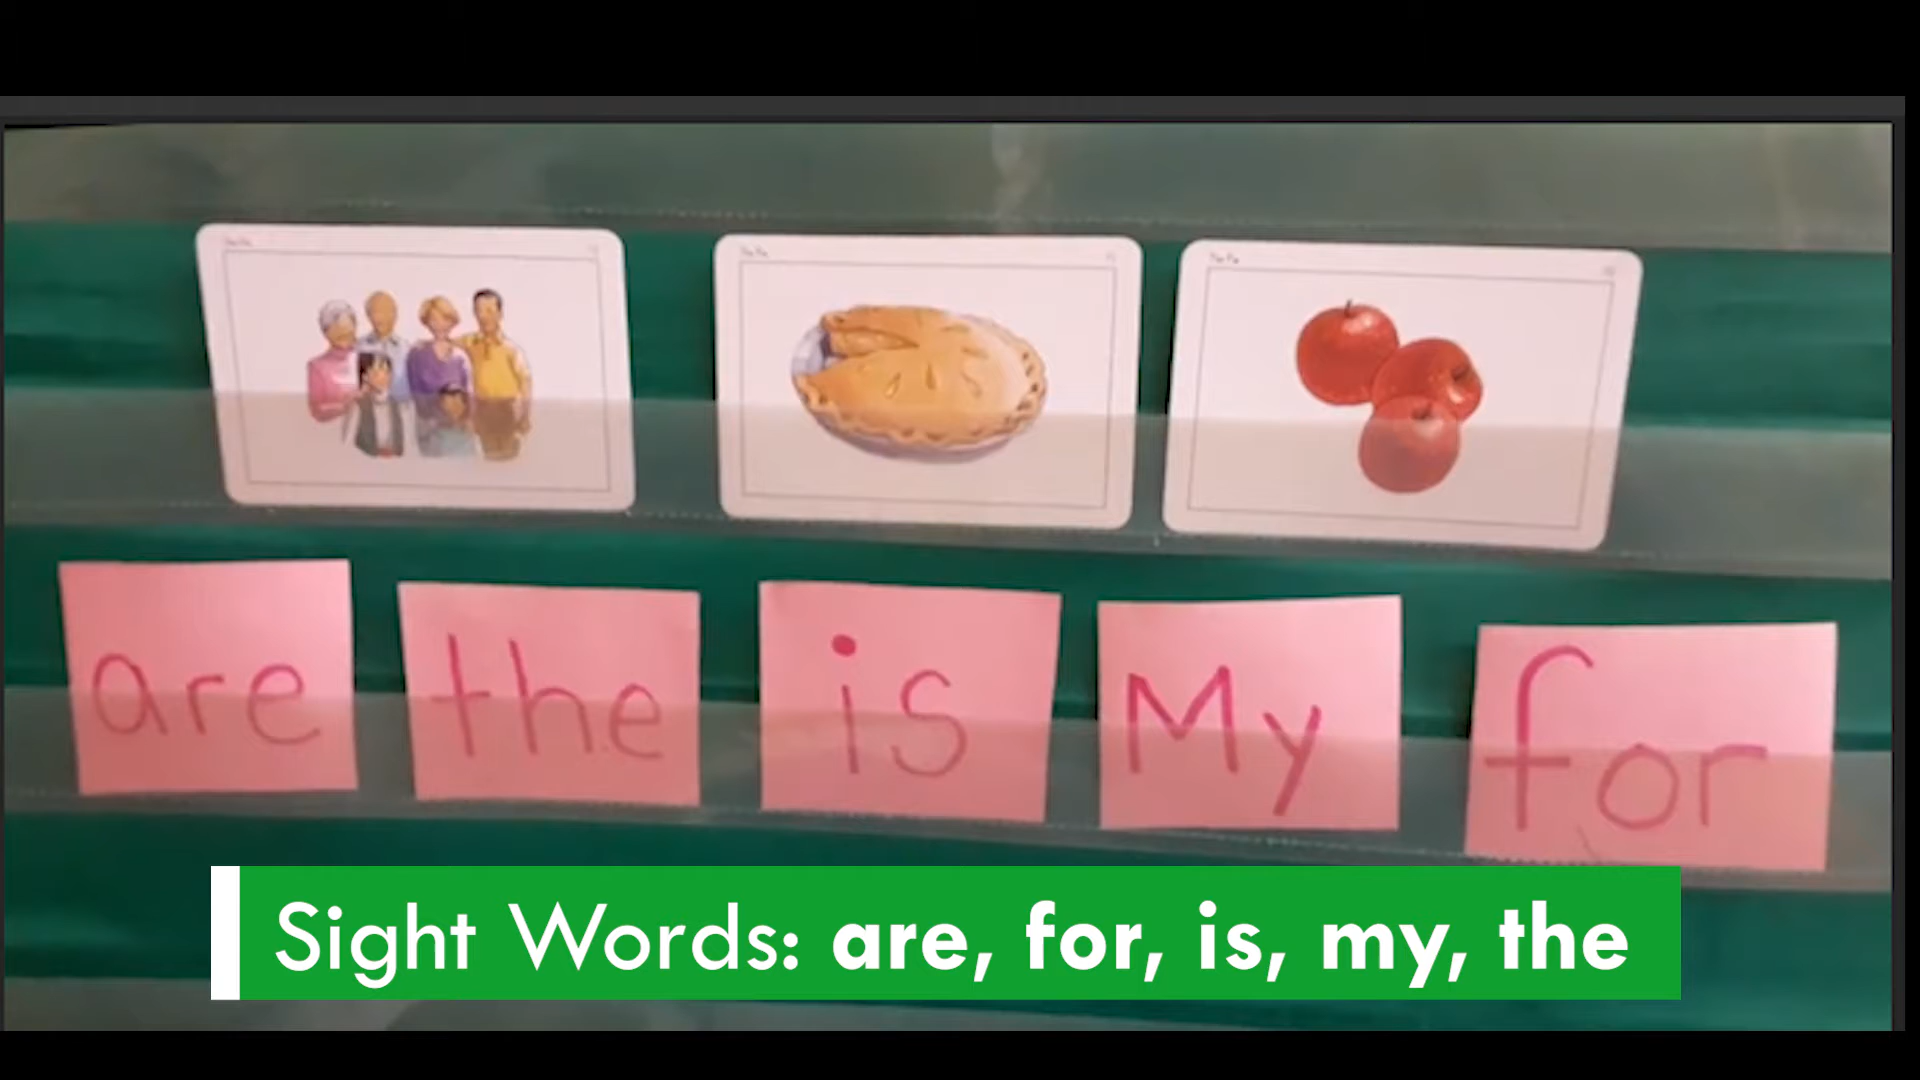 are the is My for
Sight Words: are, for, is, my, the